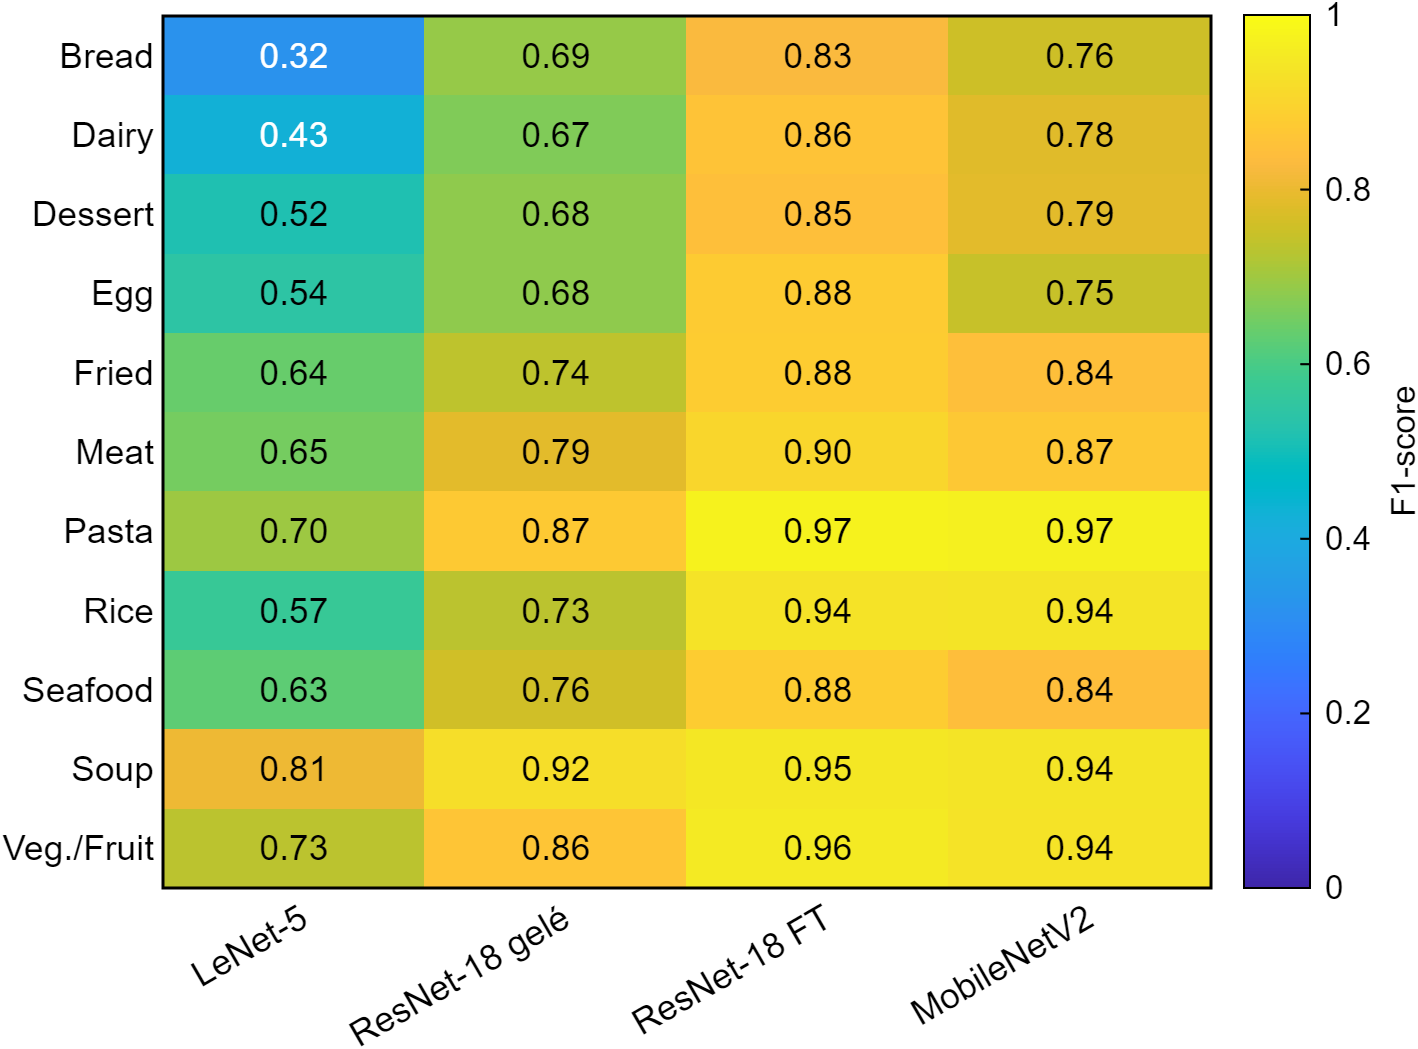 Bread 0.32 0.69 0.83 0.76
Dairy 0.43 0.67 0.86 0.78
Dessert 0.52 0.68 0.85 0.79
Egg 0.54 0.68 0.88 0.75
Fried 0.64 0.74 0.88 0.84
Meat 0.65 0.79 0.90 0.87
Pasta 0.70 0.87 0.97 0.97
Rice 0.57 0.73 0.94 0.94
Seafood 0.63 0.76 0.88 0.84
Soup 0.81 0.92 0.95 0.94
Veg./Fruit 0.73 0.86 0.96 0.94
LeNet-5
ResNet-18 gelé
ResNet-18 FT
MobileNetV2
1
0.8
0.6
0.4
0.2
0
F1-score